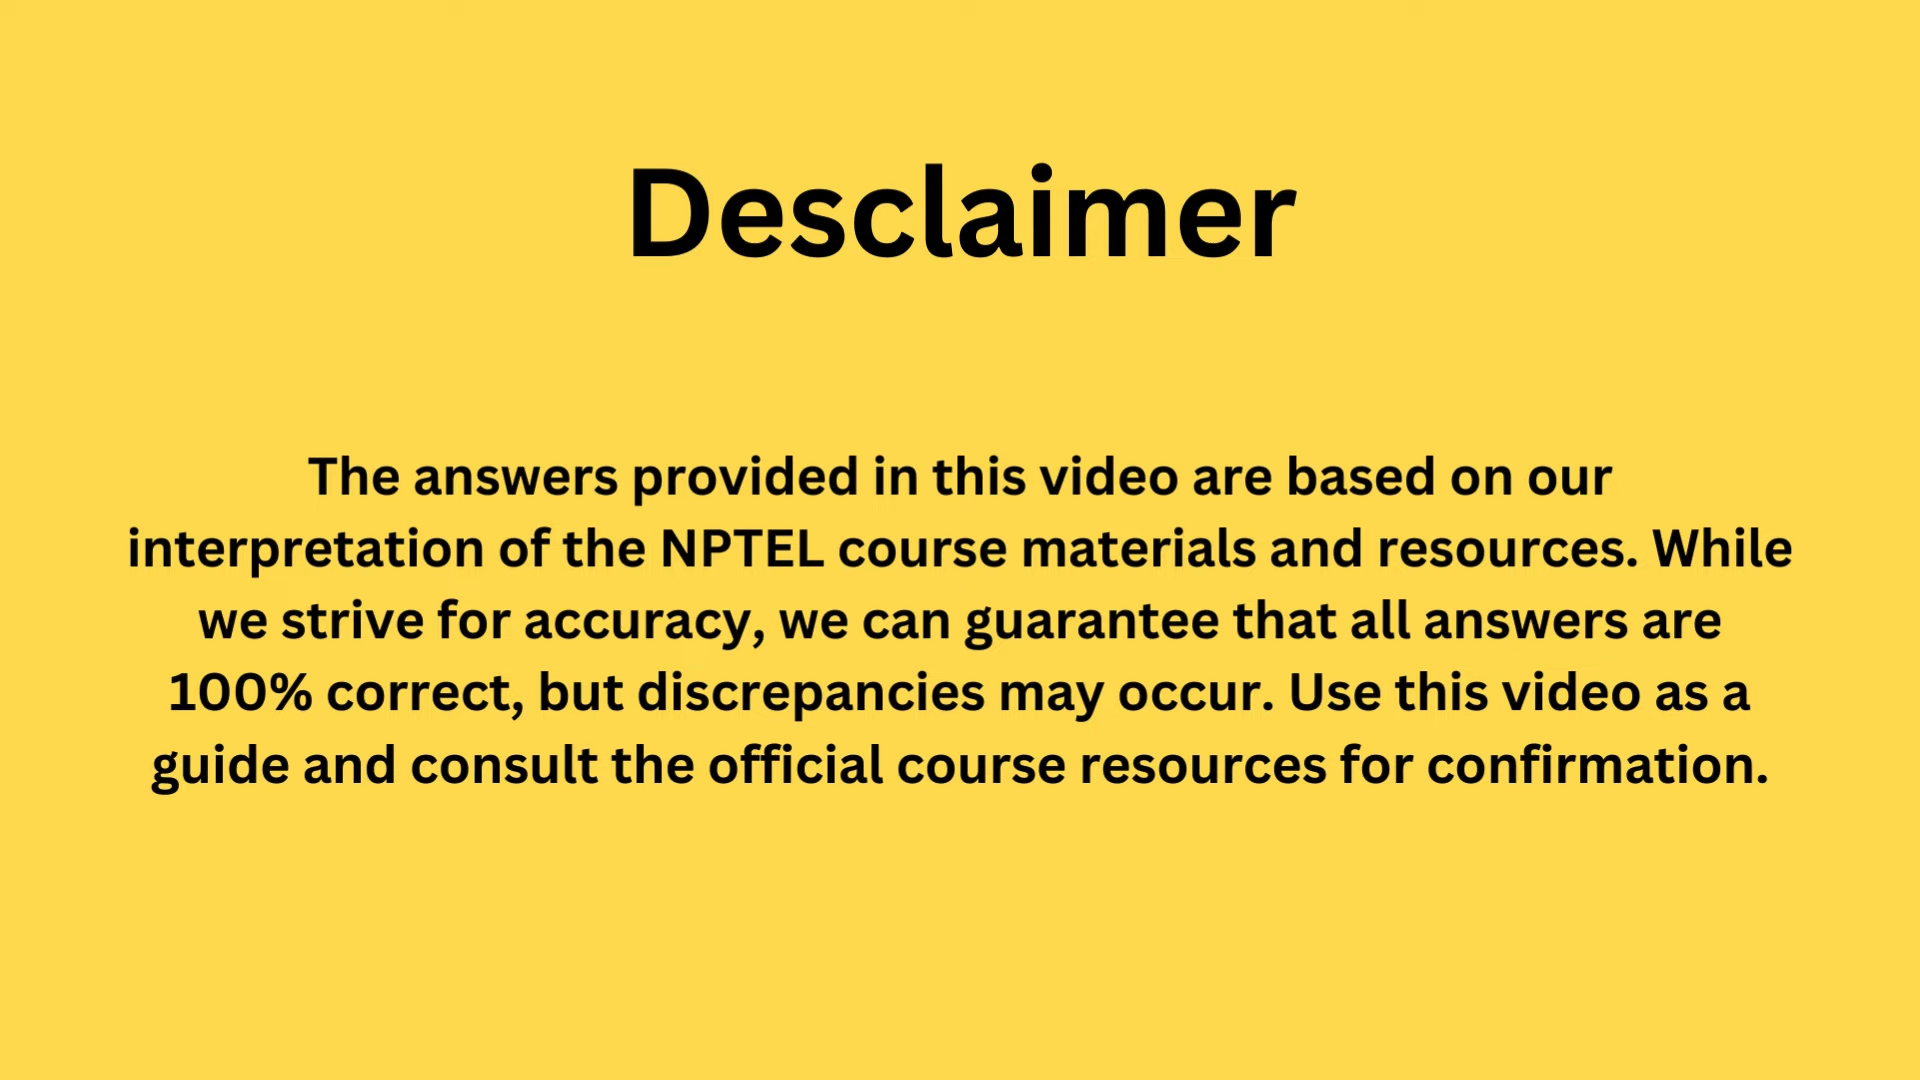 Desclaimer
The answers provided in this video are based on our
interpretation of the NPTEL course materials and resources. While
we strive for accuracy, we can guarantee that all answers are
100% correct, but discrepancies may occur. Use this video as a
guide and consult the official course resources for confirmation.